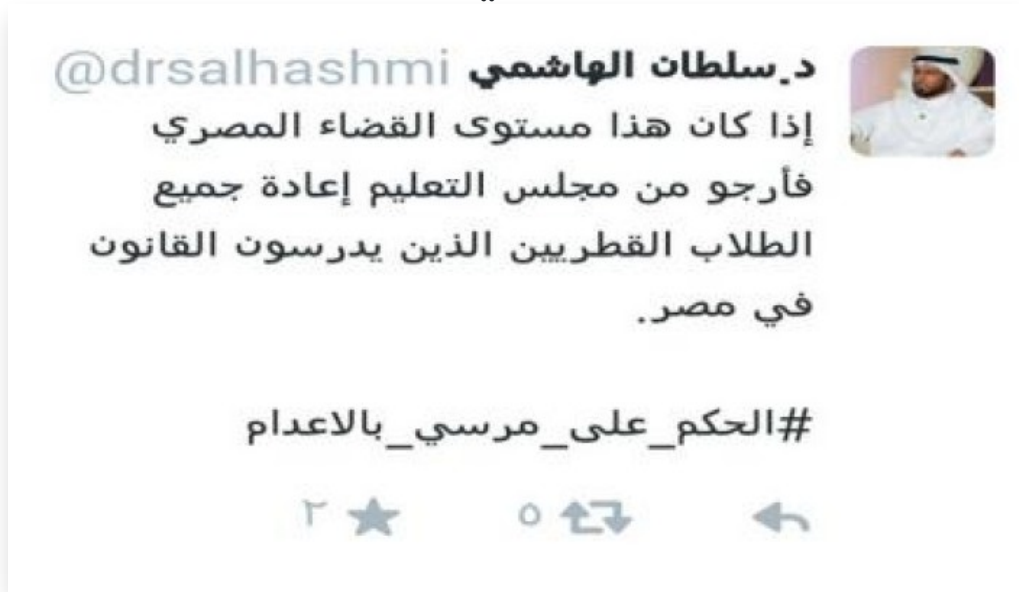 د.سلطان الهاشمي @drsalhashmi
إذا كان هذا مستوى القضاء المصري
فأرجو من مجلس التعليم إعادة جميع
الطلاب القطريين الذين يدرسون القانون
في مصر.
#الحكم_على_مرسي_بالاعدام
٥ ٢